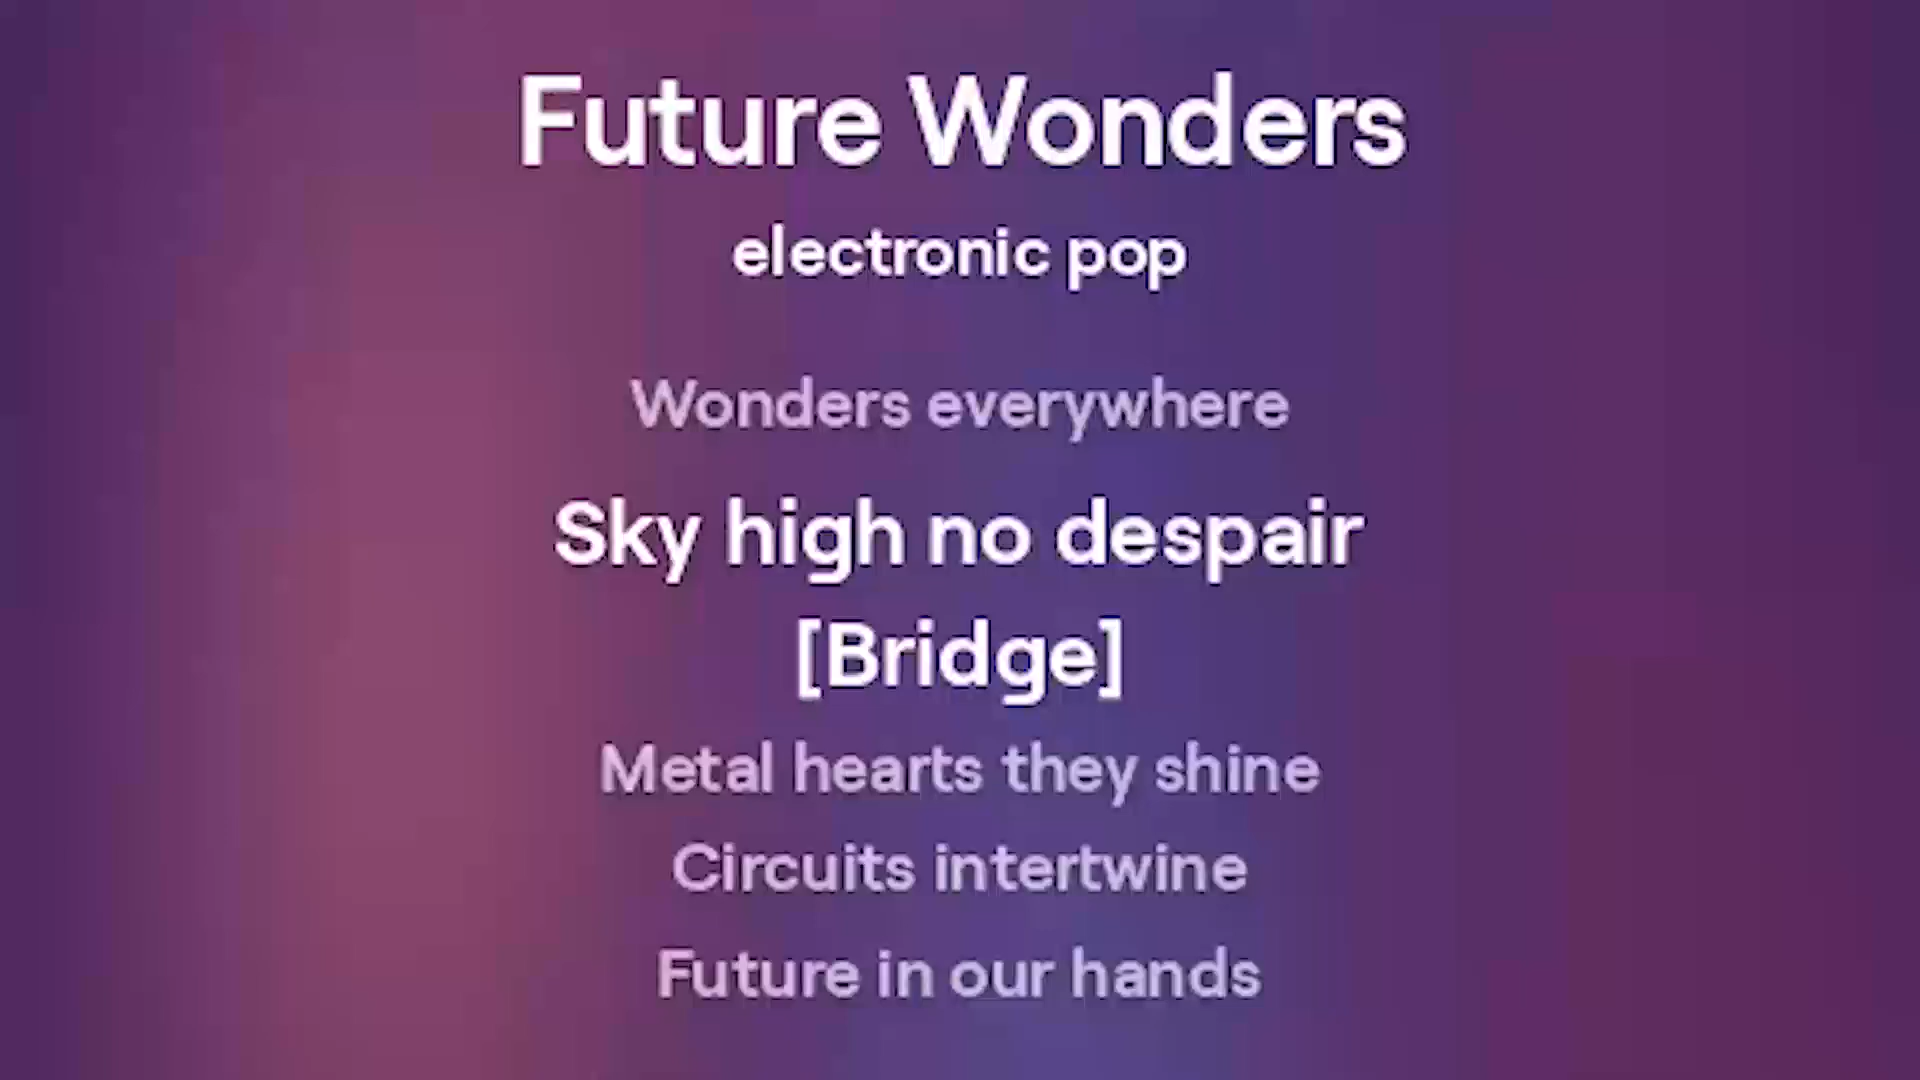 Future Wonders
electronic pop
Wonders everywhere
Sky high no despair
[Bridge]
Metal hearts they shine
Circuits intertwine
Future in our hands